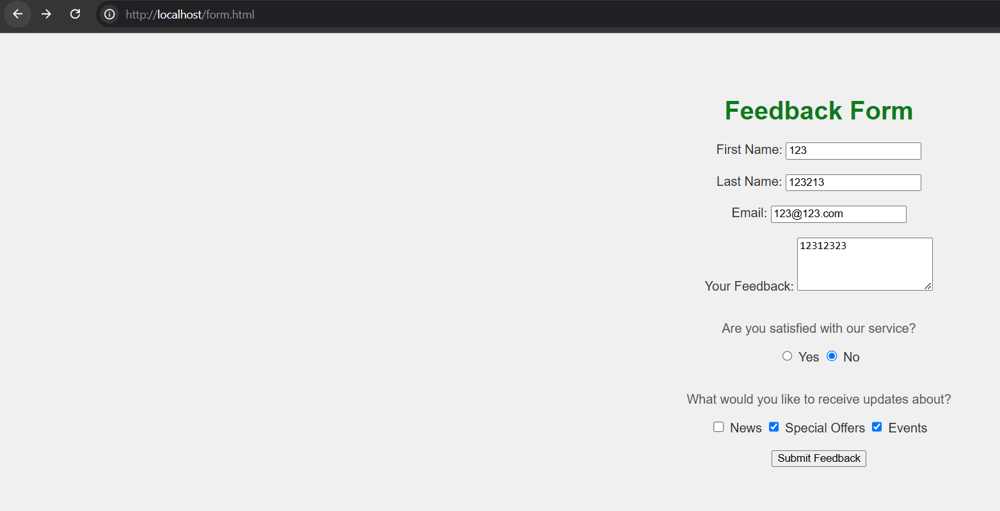 http://localhost/form.html
Feedback Form
First Name: 123
Last Name: 123213
Email: 123@123.com
12312323
Your Feedback:
Are you satisfied with our service?
Yes No
What would you like to receive updates about?
News Special Offers Events
Submit Feedback